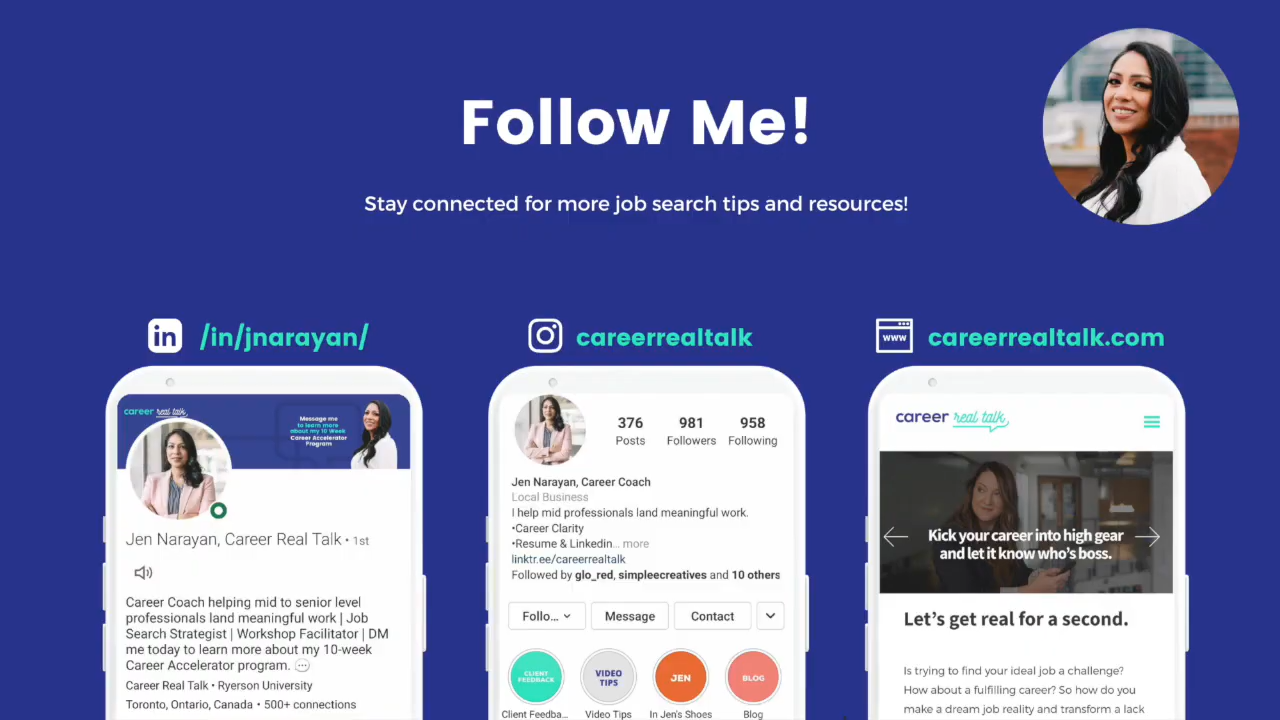 Follow Me!
Stay connected for more job search tips and resources!
in /in/jnarayan/
career real talk
Message me
to learn more
about my 10 Week
Career Accelerator
Program
Jen Narayan, Career Real Talk • 1st
Career Coach helping mid to senior level
professionals land meaningful work | Job
Search Strategist | Workshop Facilitator | DM
me today to learn more about my 10-week
Career Accelerator program.
Career Real Talk • Ryerson University
Toronto, Ontario, Canada • 500+ connections
careerrealtalk
376 981 958
Posts Followers Following
Jen Narayan, Career Coach
Local Business
I help mid professionals land meaningful work.
•Career Clarity
•Resume & Linkedin... more
linktr.ee/careerrealtalk
Followed by glo_red, simpleecreatives and 10 others
Follo... Message Contact
CLIENT
FEEDBACK
VIDEO
TIPS
JEN
BLOG
Client Feedba... Video Tips In Jen's Shoes Blog
www careerrealtalk.com
career real talk
Kick your career into high gear
and let it know who's boss.
Let's get real for a second.
Is trying to find your ideal job a challenge?
How about a fulfilling career? So how do you
make a dream job reality and transform a lack